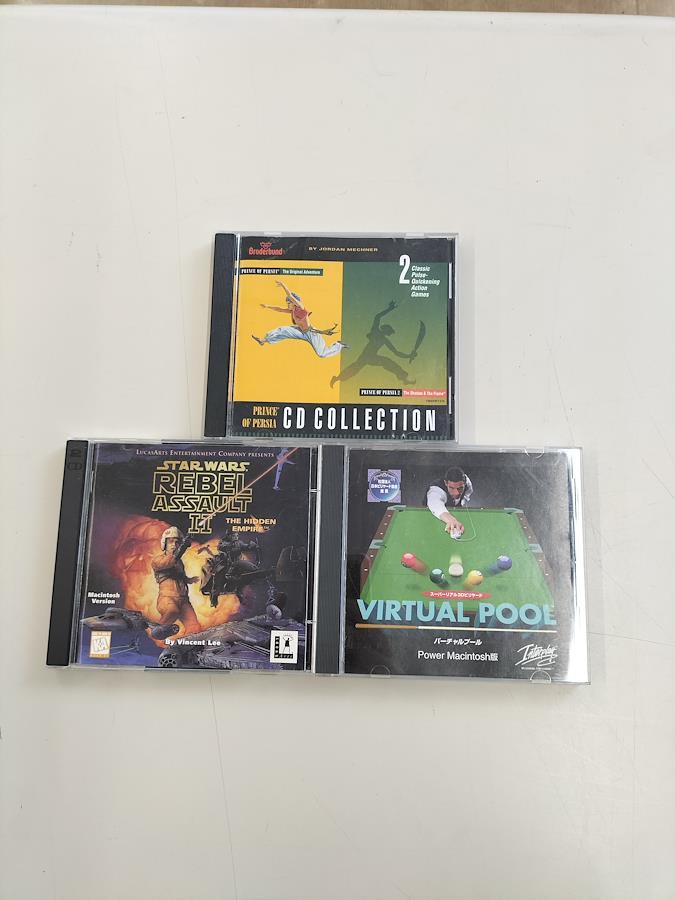 Brøderbund
BY JORDAN MECHNER
PRINCE OF PERSIA The Original Adventure
2 Classic
Pulse-
Quickening
Action
Games
PRINCE OF PERSIA 2 The Shadow & The Flame
PRINCE
OF PERSIA
CD COLLECTION
2
CD
LUCASARTS ENTERTAINMENT COMPANY PRESENTS
STAR WARS
REBEL
ASSAULT
II
THE HIDDEN
EMPIRE
Macintosh
Version
By Vincent Lee
スーパーリアル3Dビリヤード
VIRTUAL POOL
バーチャルプール
Power Macintosh版
Interplay